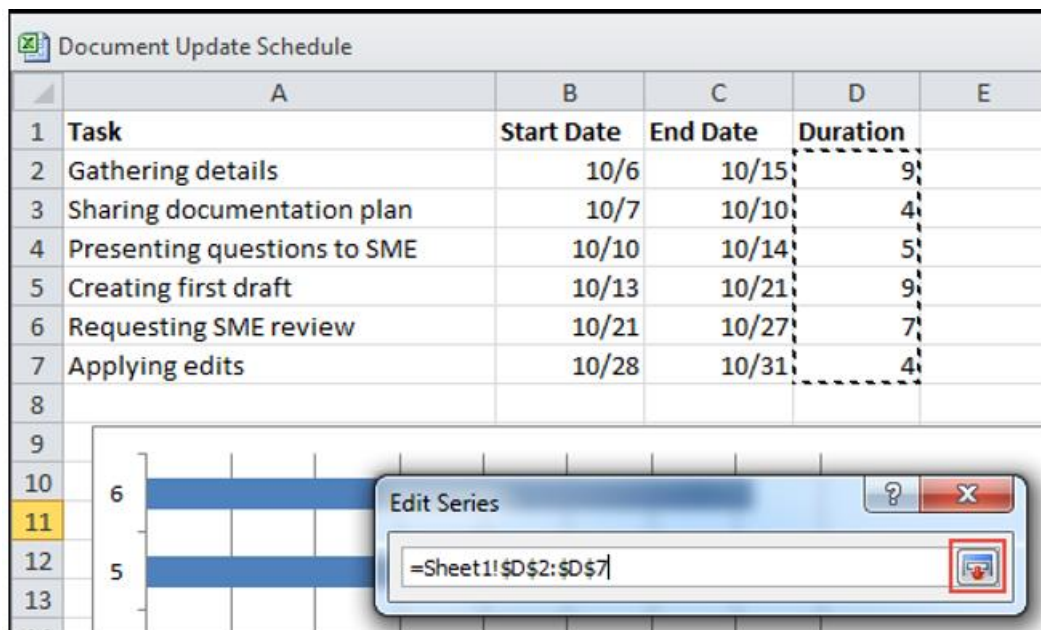 Document Update Schedule
A B C D E
1 Task Start Date End Date Duration
2 Gathering details 10/6 10/15 9
3 Sharing documentation plan 10/7 10/10 4
4 Presenting questions to SME 10/10 10/14 5
5 Creating first draft 10/13 10/21 9
6 Requesting SME review 10/21 10/27 7
7 Applying edits 10/28 10/31 4
8
9
10 6
Edit Series ? X
11
12 5 =Sheet1!$D$2:$D$7
13